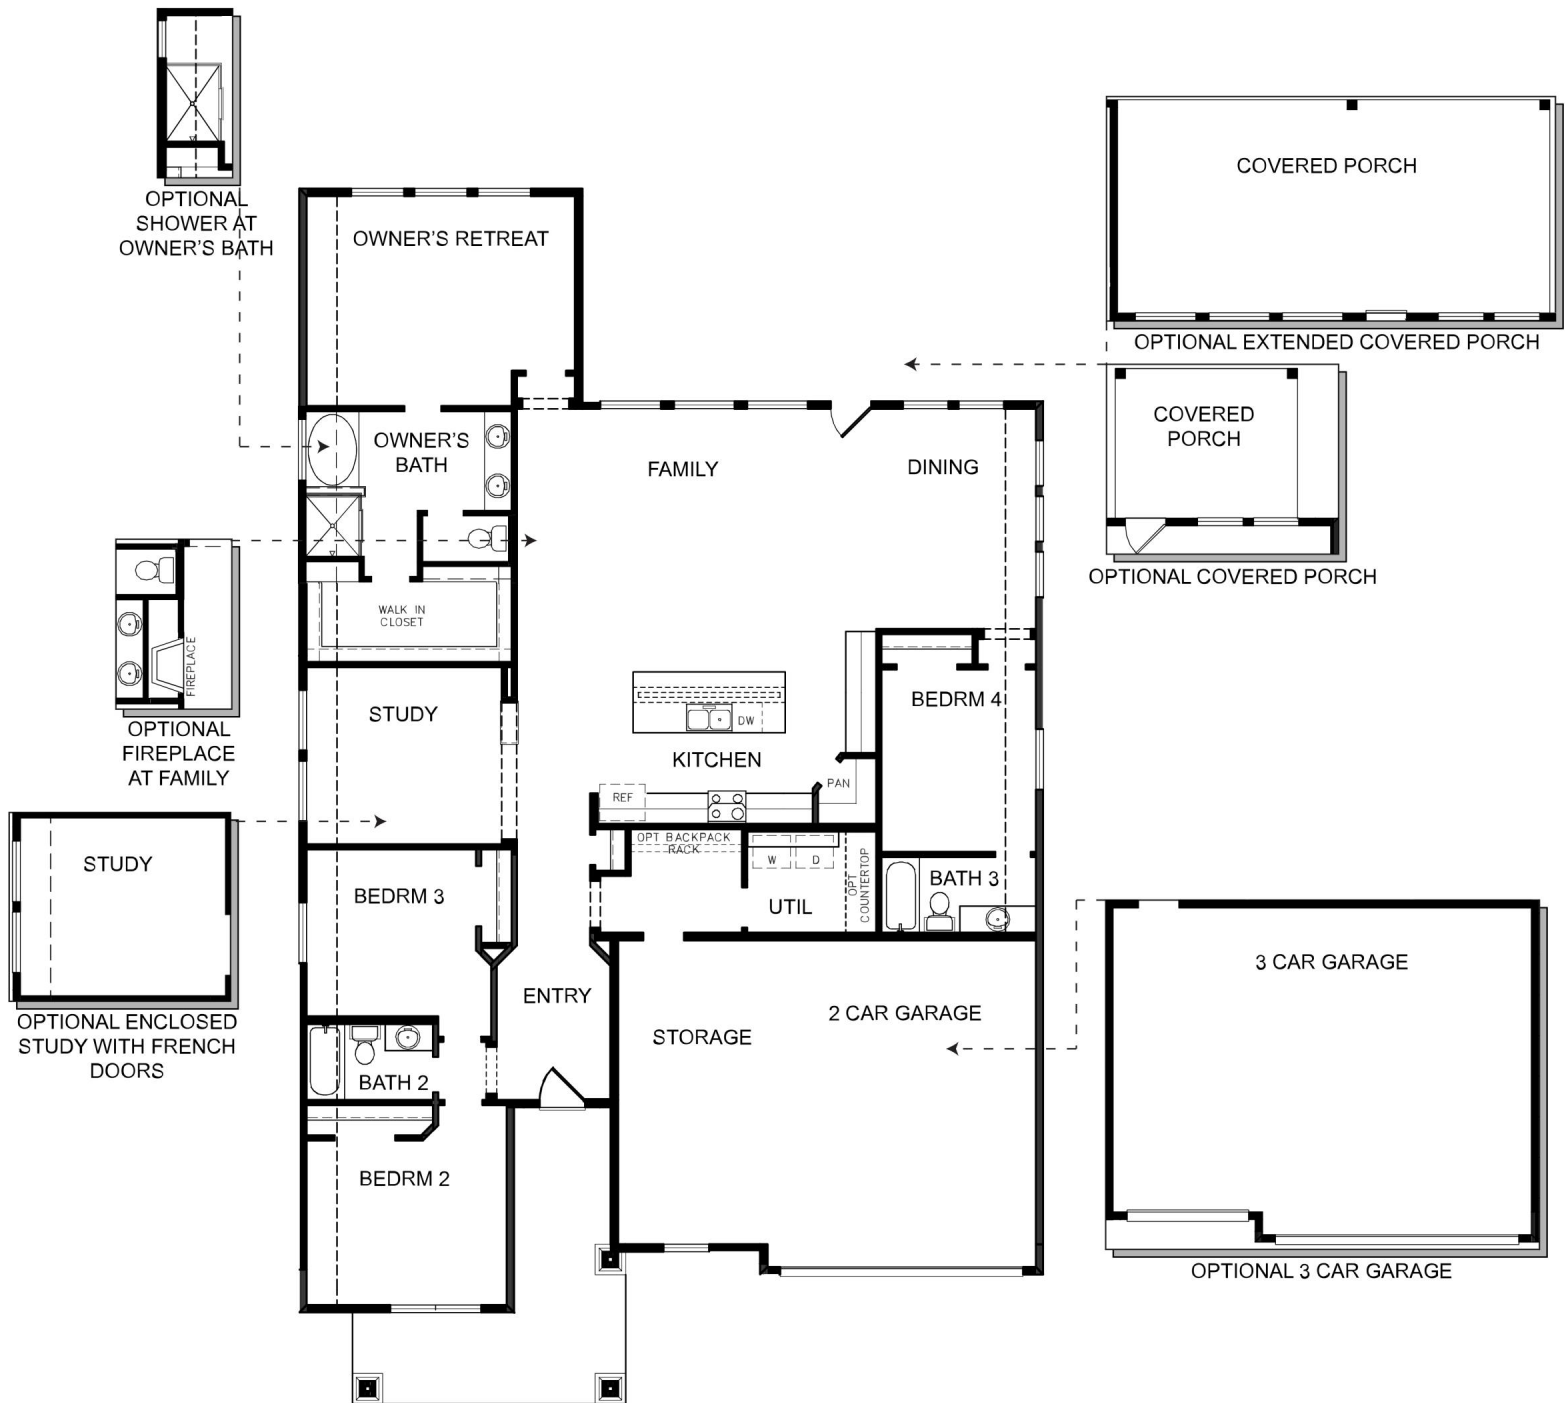 OPTIONAL
SHOWER AT
OWNER'S BATH
OWNER'S RETREAT
COVERED PORCH
OPTIONAL EXTENDED COVERED PORCH
COVERED
PORCH
OPTIONAL COVERED PORCH
OWNER'S
BATH
FAMILY
DINING
WALK IN
CLOSET
FIREPLACE
OPTIONAL
FIREPLACE
AT FAMILY
STUDY
DW
KITCHEN
BEDRM 4
REF
PAN
STUDY
OPTIONAL ENCLOSED
STUDY WITH FRENCH
DOORS
OPT BACKPACK
RACK
W
D
OPT
COUNTERTOP
UTIL
BATH 3
BEDRM 3
ENTRY
STORAGE
2 CAR GARAGE
3 CAR GARAGE
OPTIONAL 3 CAR GARAGE
BATH 2
BEDRM 2